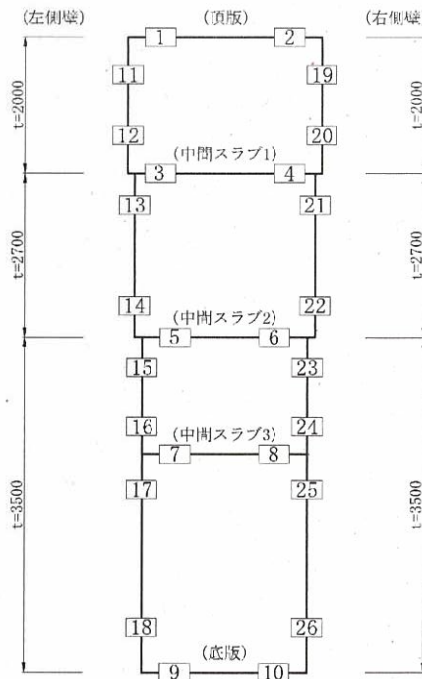 (左側壁) (頂版) (右側壁)
1 2
11 19
t=2000 t=2000
12 20
(中間スラブ1)
3 4
13 21
t=2700 t=2700
14 22
(中間スラブ2)
5 6
15 23
16 24
(中間スラブ3)
7 8
17 25
t=3500 t=3500
18 26
(底版)
9 10